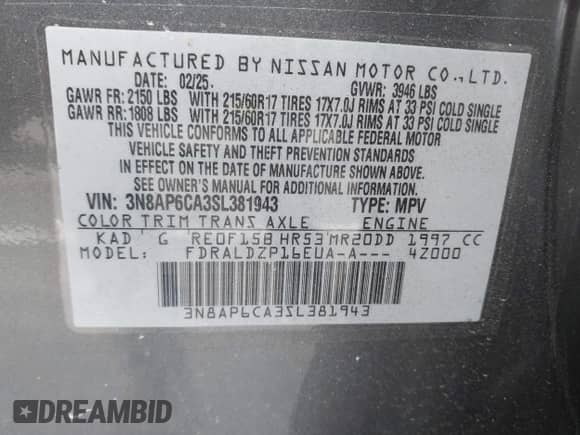 MANUFACTURED BY NISSAN MOTOR CO., LTD.
DATE: 02/25. GVWR: 3946 LBS
GAWR FR: 2150 LBS WITH 215/60R17 TIRES 17X7.0J RIMS AT 33 PSI COLD SINGLE
GAWR RR: 1808 LBS WITH 215/60R17 TIRES 17X7.0J RIMS AT 33 PSI COLD SINGLE
THIS VEHICLE CONFORMS TO ALL APPLICABLE FEDERAL MOTOR
VEHICLE SAFETY AND THEFT PREVENTION STANDARDS
IN EFFECT ON THE DATE OF MANUFACTURE SHOWN ABOVE.
SEE OWNER'S MANUAL FOR ADDITIONAL INFORMATION.
VIN: 3N8AP6CA3SL381943 TYPE: MPV
COLOR TRIM TRANS AXLE ENGINE
KAD G RE0F15B HR53 MR20DD 1997 CC
MODEL: FDRALDZP16EUA-A--- 4Z000
3N8AP6CA3SL381943
DREAMBID